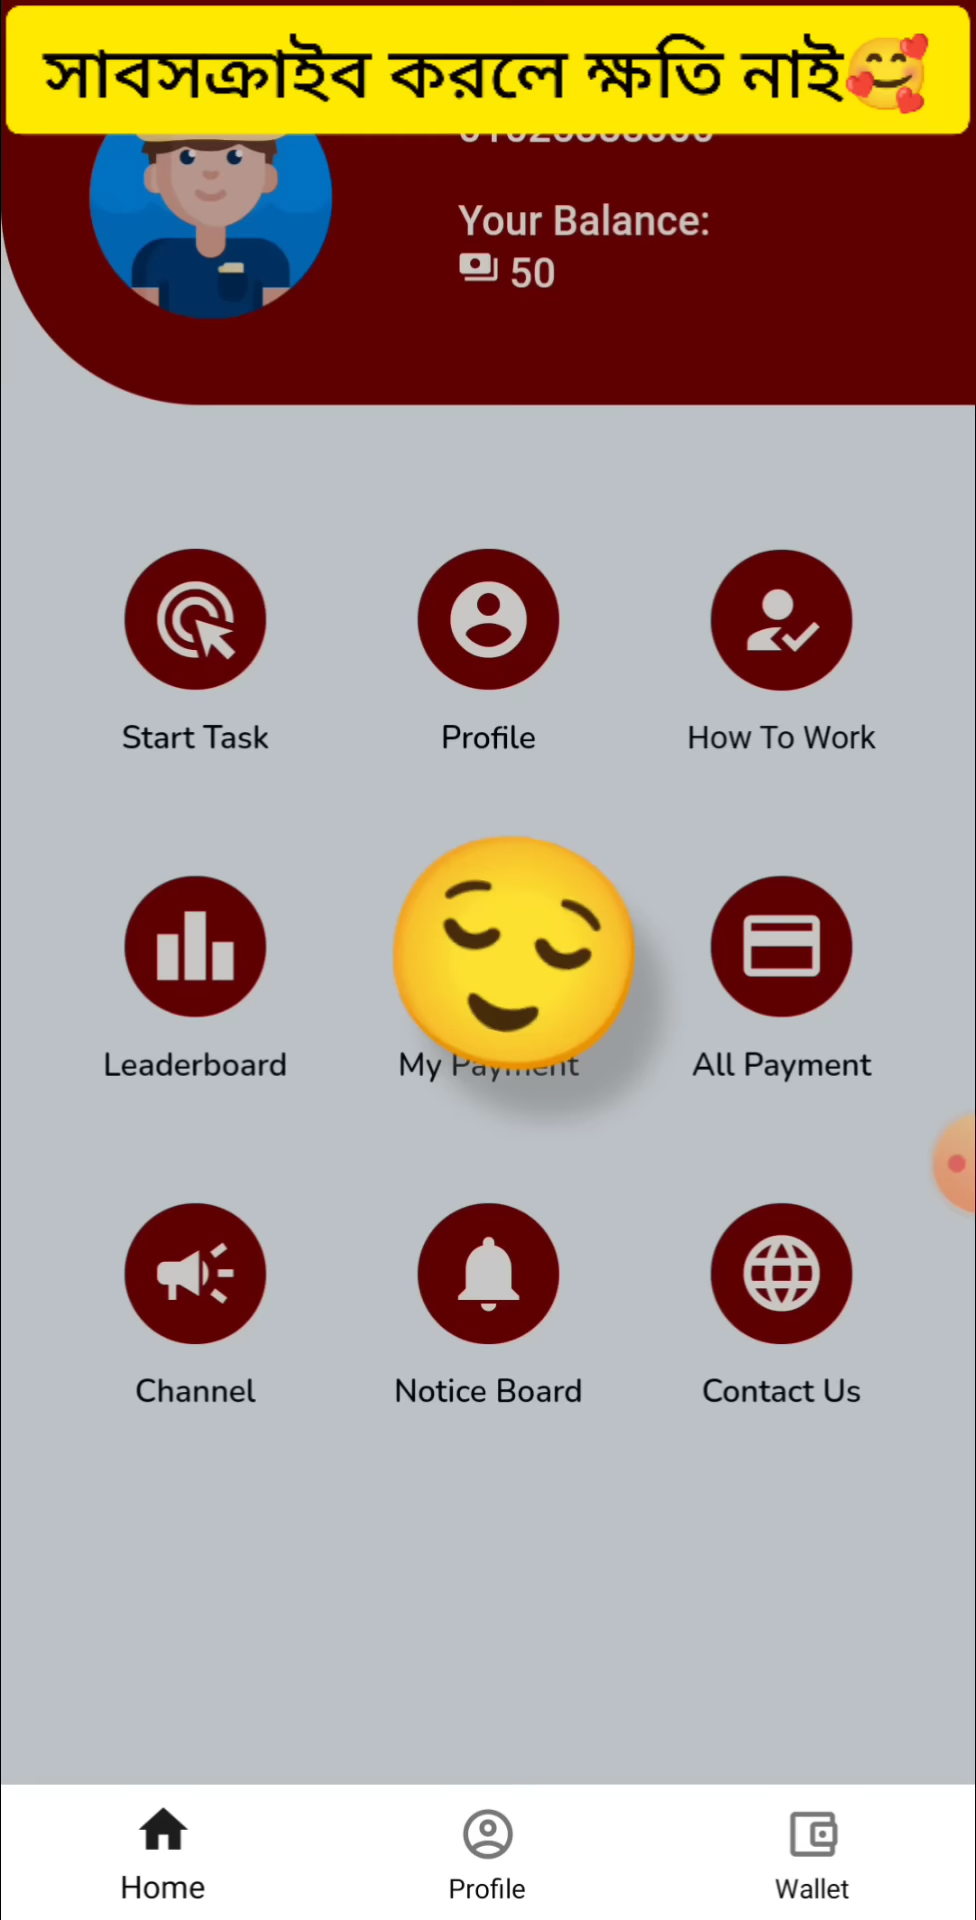 সাবসক্রাইব করলে ক্ষতি নাই🥰
Your Balance:
50
Start Task
Profile
How To Work
Leaderboard
My Payment
All Payment
Channel
Notice Board
Contact Us
Home
Profile
Wallet